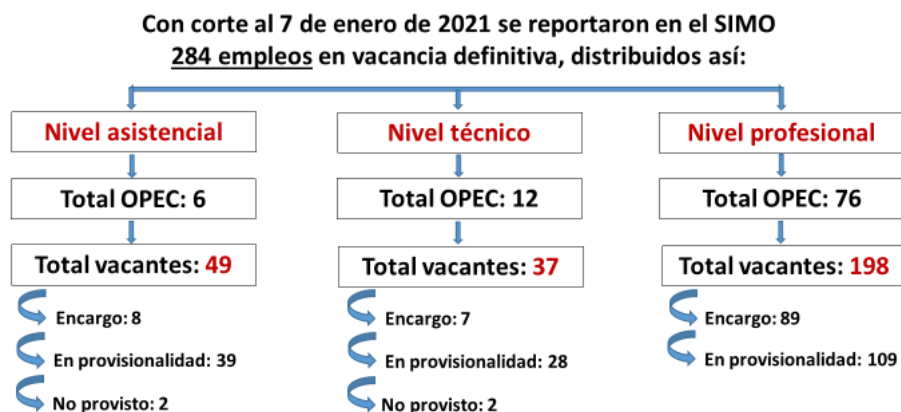 Con corte al 7 de enero de 2021 se reportaron en el SIMO
284 empleos en vacancia definitiva, distribuidos así:
Nivel asistencial
Total OPEC: 6
Total vacantes: 49
Encargo: 8
En provisionalidad: 39
No provisto: 2
Nivel técnico
Total OPEC: 12
Total vacantes: 37
Encargo: 7
En provisionalidad: 28
No provisto: 2
Nivel profesional
Total OPEC: 76
Total vacantes: 198
Encargo: 89
En provisionalidad: 109